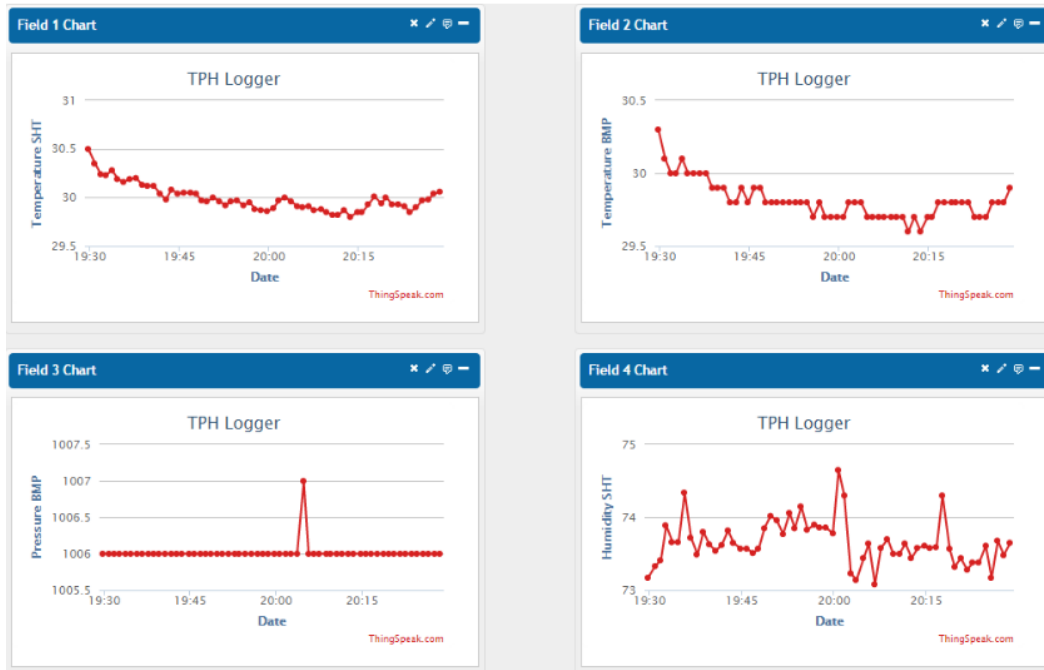 Field 1 Chart
TPH Logger
Temperature SHT
31
30.5
30
29.5
19:30 19:45 20:00 20:15
Date
ThingSpeak.com
Field 2 Chart
TPH Logger
Temperature BMP
30.5
30
29.5
19:30 19:45 20:00 20:15
Date
ThingSpeak.com
Field 3 Chart
TPH Logger
Pressure BMP
1007.5
1007
1006.5
1006
1005.5
19:30 19:45 20:00 20:15
Date
ThingSpeak.com
Field 4 Chart
TPH Logger
Humidity SHT
75
74
73
19:30 19:45 20:00 20:15
Date
ThingSpeak.com